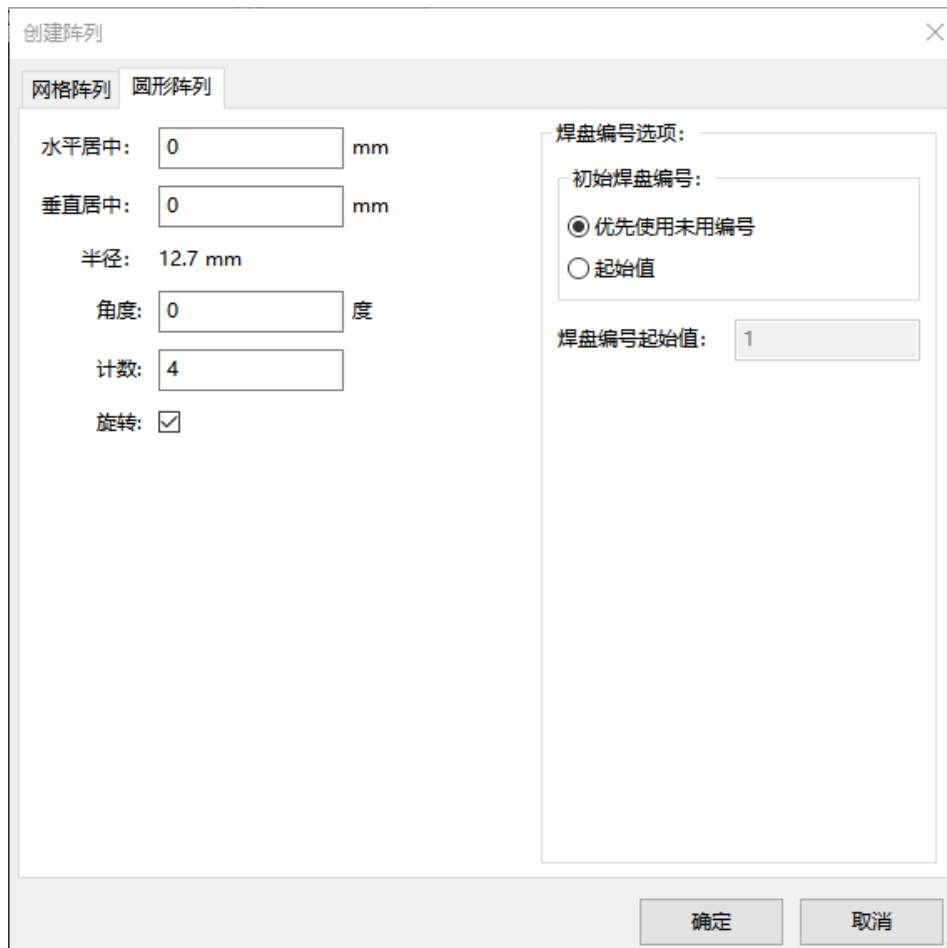 创建阵列
网格阵列 圆形阵列
水平居中: 0 mm
垂直居中: 0 mm
半径: 12.7 mm
角度: 0 度
计数: 4
旋转:
焊盘编号选项:
初始焊盘编号:
优先使用未用编号
起始值
焊盘编号起始值: 1
确定 取消